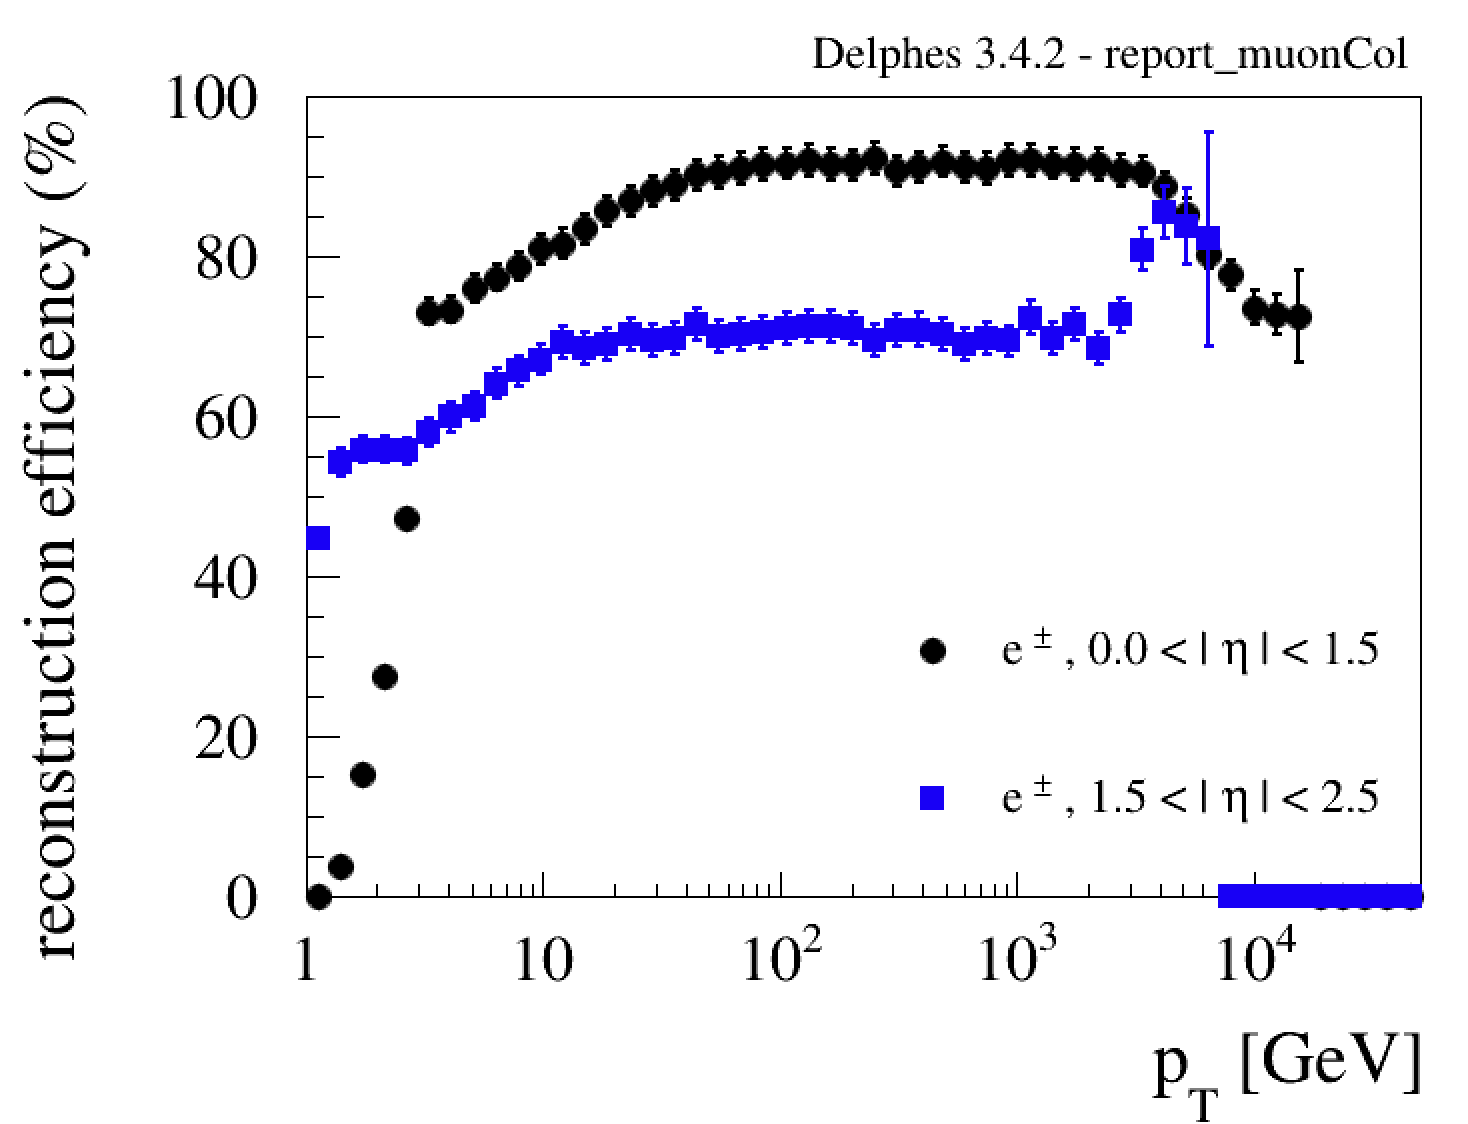 Delphes 3.4.2 - report_muonCol
reconstruction efficiency (%)
100
80
60
40
20
0
e ± , 0.0 < | η | < 1.5
e ± , 1.5 < | η | < 2.5
1 10 10² 10³ 10⁴
p_T [GeV]